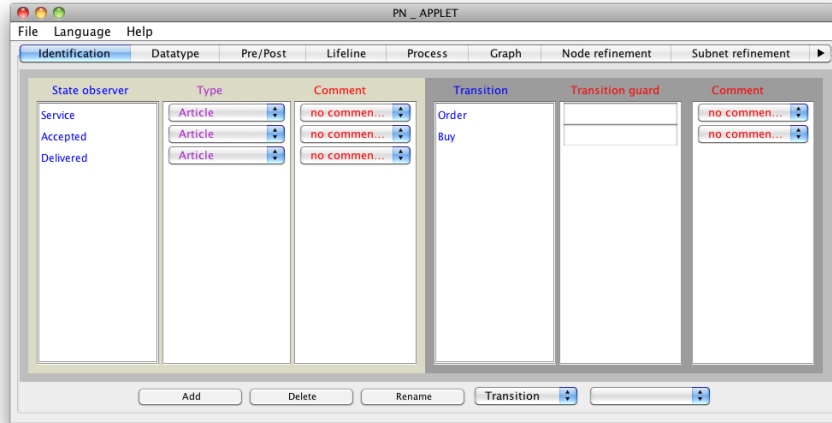 PN _ APPLET
File Language Help
Identification Datatype Pre/Post Lifeline Process Graph Node refinement Subnet refinement
State observer Type Comment Transition Transition guard Comment
Service Article no commen... Order no commen...
Accepted Article no commen... Buy no commen...
Delivered Article no commen...
Add Delete Rename Transition